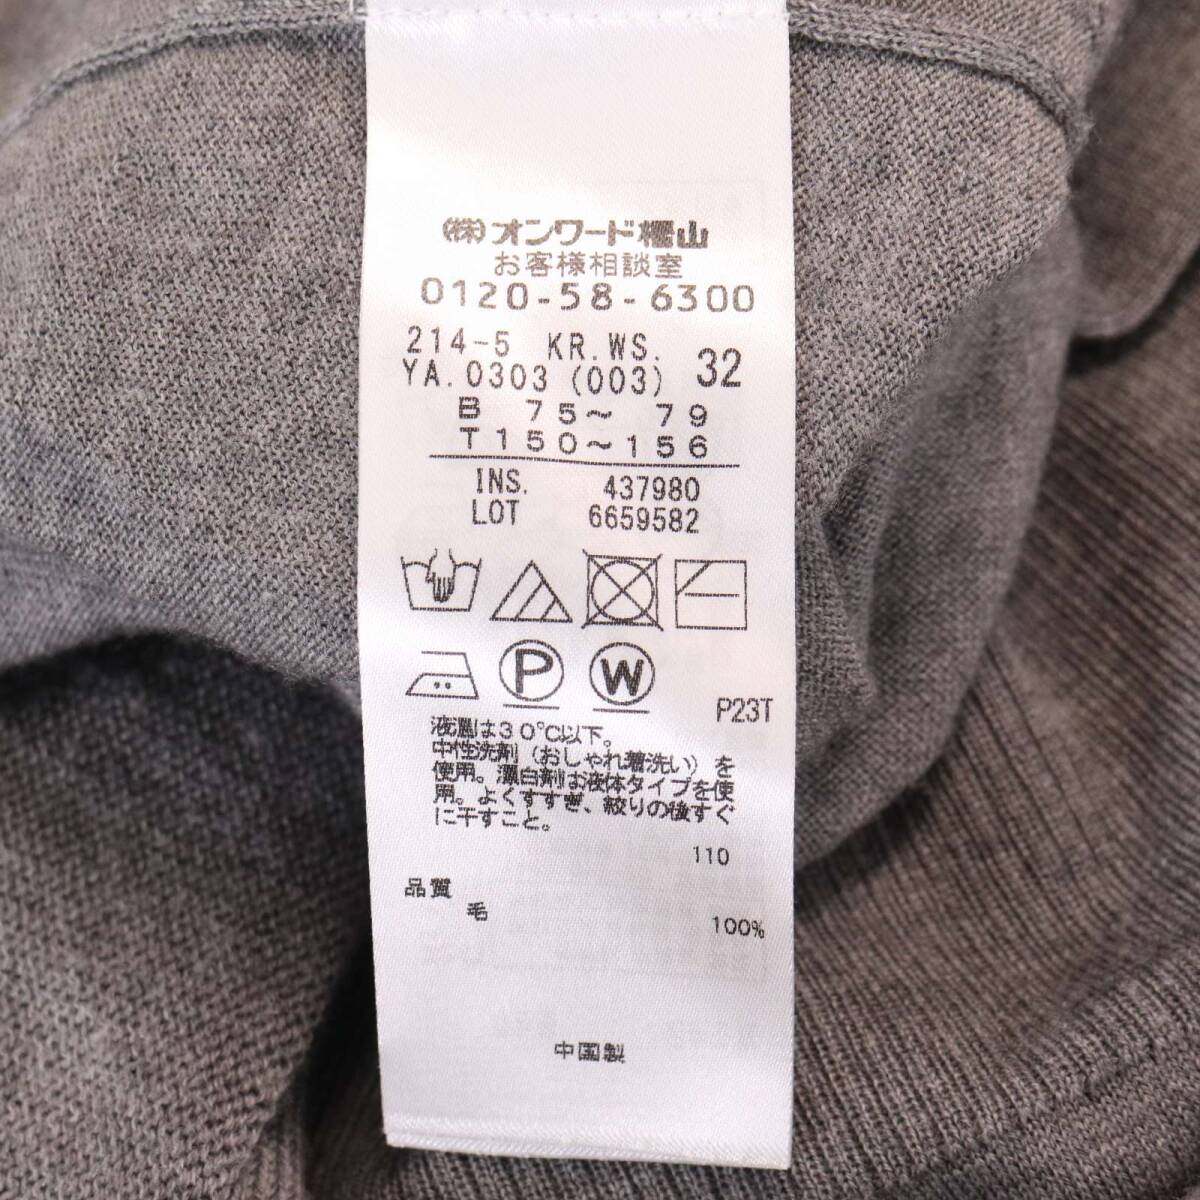 (株)オンワード樫山
お客様相談室
0120-58-6300
214-5 KR.WS.
YA.0303 (003) 32
B 75～ 79
T150～156
INS. 437980
LOT 6659582
P W
P23T
液温は30℃以下。
中性洗剤（おしゃれ着洗い）を
使用。漂白剤は液体タイプを使
用。よくすすぎ、絞りの後すぐ
に干すこと。
110
品質
毛 100%
中国製